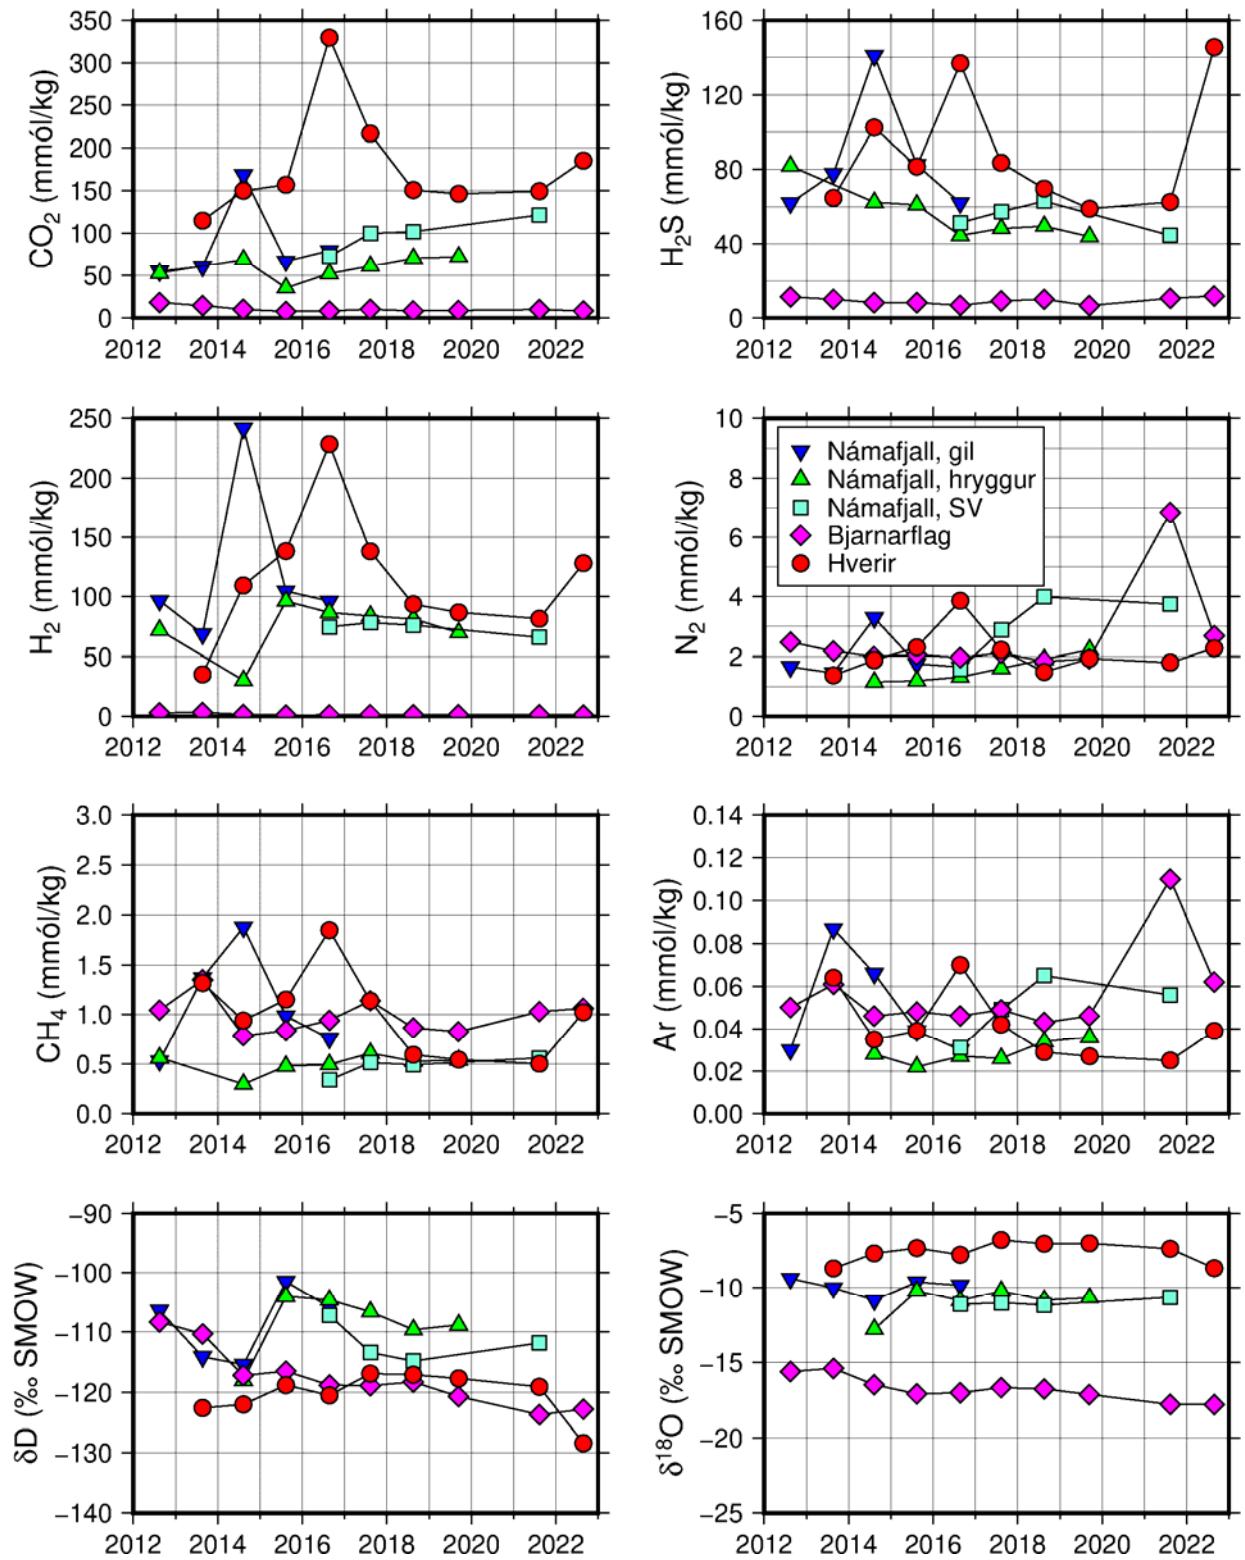 350
300
250
200
150
100
50
0
CO₂ (mmól/kg)
2012 2014 2016 2018 2020 2022
160
120
80
40
0
H₂S (mmól/kg)
2012 2014 2016 2018 2020 2022
250
200
150
100
50
0
H₂ (mmól/kg)
2012 2014 2016 2018 2020 2022
10
8
6
4
2
0
N₂ (mmól/kg)
Námafjall, gil
Námafjall, hryggur
Námafjall, SV
Bjarnarflag
Hverir
2012 2014 2016 2018 2020 2022
3.0
2.5
2.0
1.5
1.0
0.5
0.0
CH₄ (mmól/kg)
2012 2014 2016 2018 2020 2022
0.14
0.12
0.10
0.08
0.06
0.04
0.02
0.00
Ar (mmól/kg)
2012 2014 2016 2018 2020 2022
−90
−100
−110
−120
−130
−140
δD (‰ SMOW)
2012 2014 2016 2018 2020 2022
−5
−10
−15
−20
−25
δ¹⁸O (‰ SMOW)
2012 2014 2016 2018 2020 2022